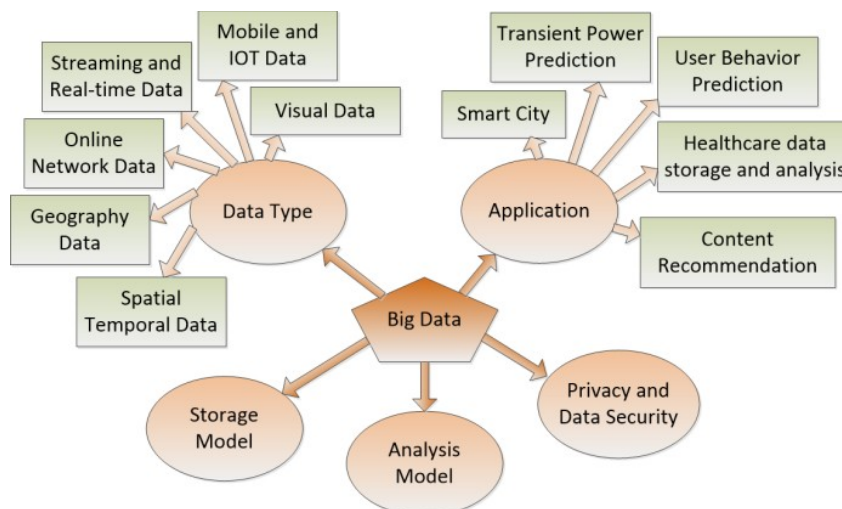 Mobile and
IOT Data
Streaming and
Real-time Data
Visual Data
Online
Network Data
Geography
Data
Spatial
Temporal Data
Data Type
Transient Power
Prediction
User Behavior
Prediction
Smart City
Healthcare data
storage and analysis
Content
Recommendation
Application
Big Data
Storage
Model
Analysis
Model
Privacy and
Data Security